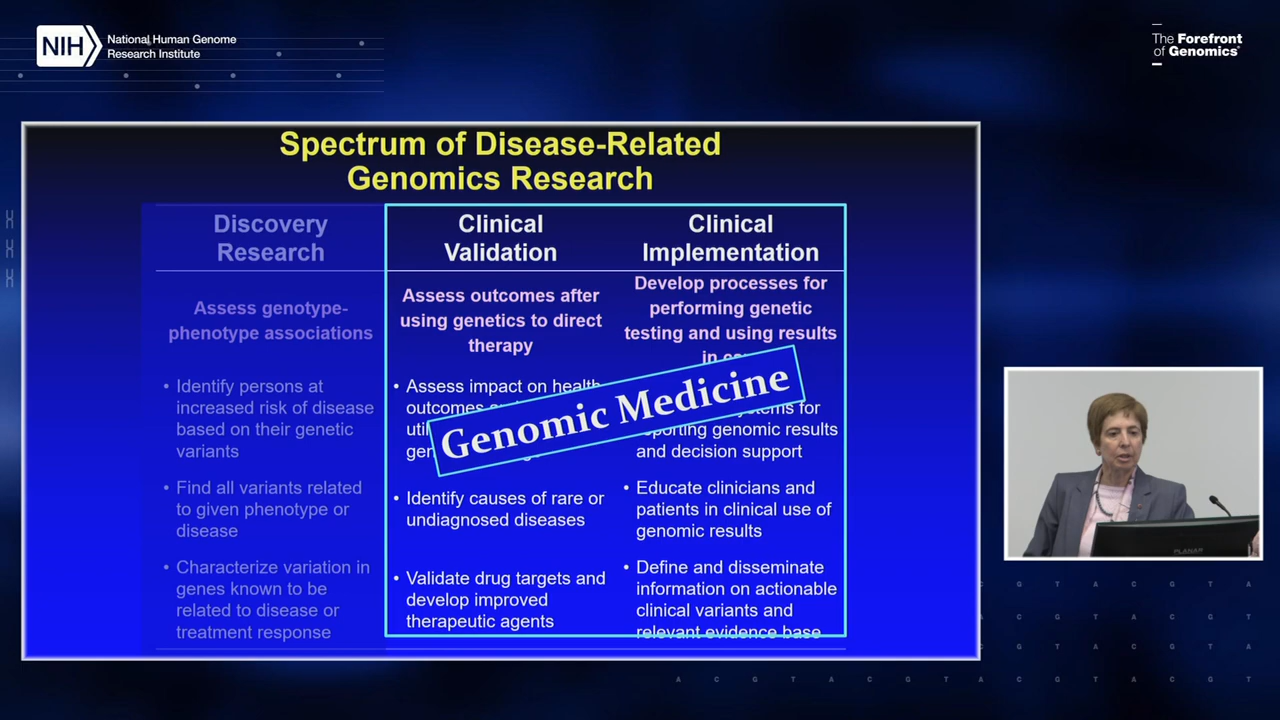 NIH
National Human Genome
Research Institute
The Forefront
of Genomics®
Spectrum of Disease-Related
Genomics Research
Discovery
Research
Assess genotype-
phenotype associations
• Identify persons at
increased risk of disease
based on their genetic
variants
• Find all variants related
to given phenotype or
disease
• Characterize variation in
genes known to be
related to disease or
treatment response
Clinical
Validation
Assess outcomes after
using genetics to direct
therapy
• Assess impact on health
outcomes
• Identify causes of rare or
undiagnosed diseases
• Validate drug targets and
develop improved
therapeutic agents
Clinical
Implementation
Develop processes for
performing genetic
testing and using results
in
for
genomic results
and decision support
• Educate clinicians and
patients in clinical use of
genomic results
• Define and disseminate
information on actionable
clinical variants and
relevant evidence base
Genomic Medicine
PLANAR
C G T A C G T A
C G T A C G T A
C G T A C G T A
A C G T A C G T A C G T A C G T